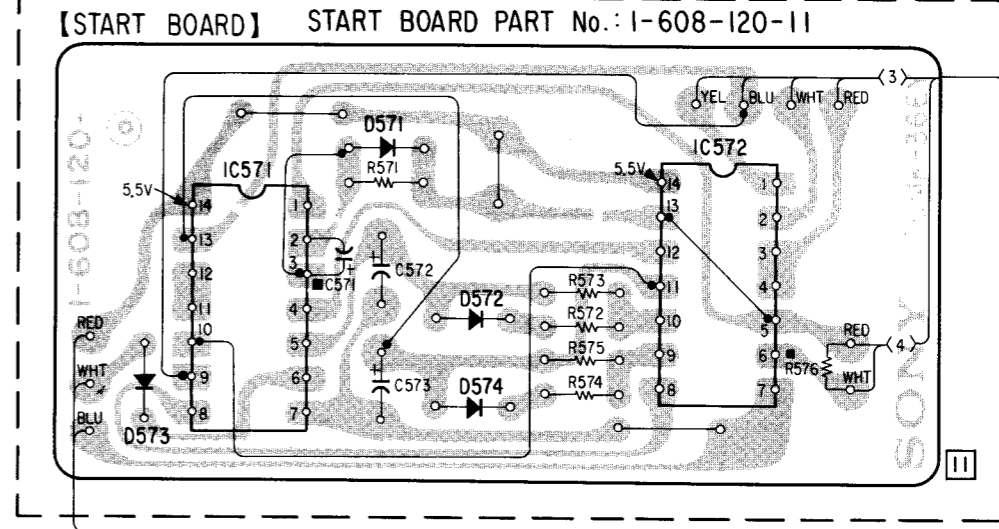 【START BOARD】 START BOARD PART No.: 1-608-120-11
3
YEL BLU WHT RED
D571
R571
IC571
IC572
5.5V
5.5V
14 1
13 2
12 3
11 4
10 5
9 6
8 7
14 1
13 2
12 3
11 4
10 5
9 6
8 7
C571
C572
C573
D572
D574
R573
R572
R575
R574
R576
RED
WHT
4
RED
WHT
BLU
D573
1-608-120-
SONY
11